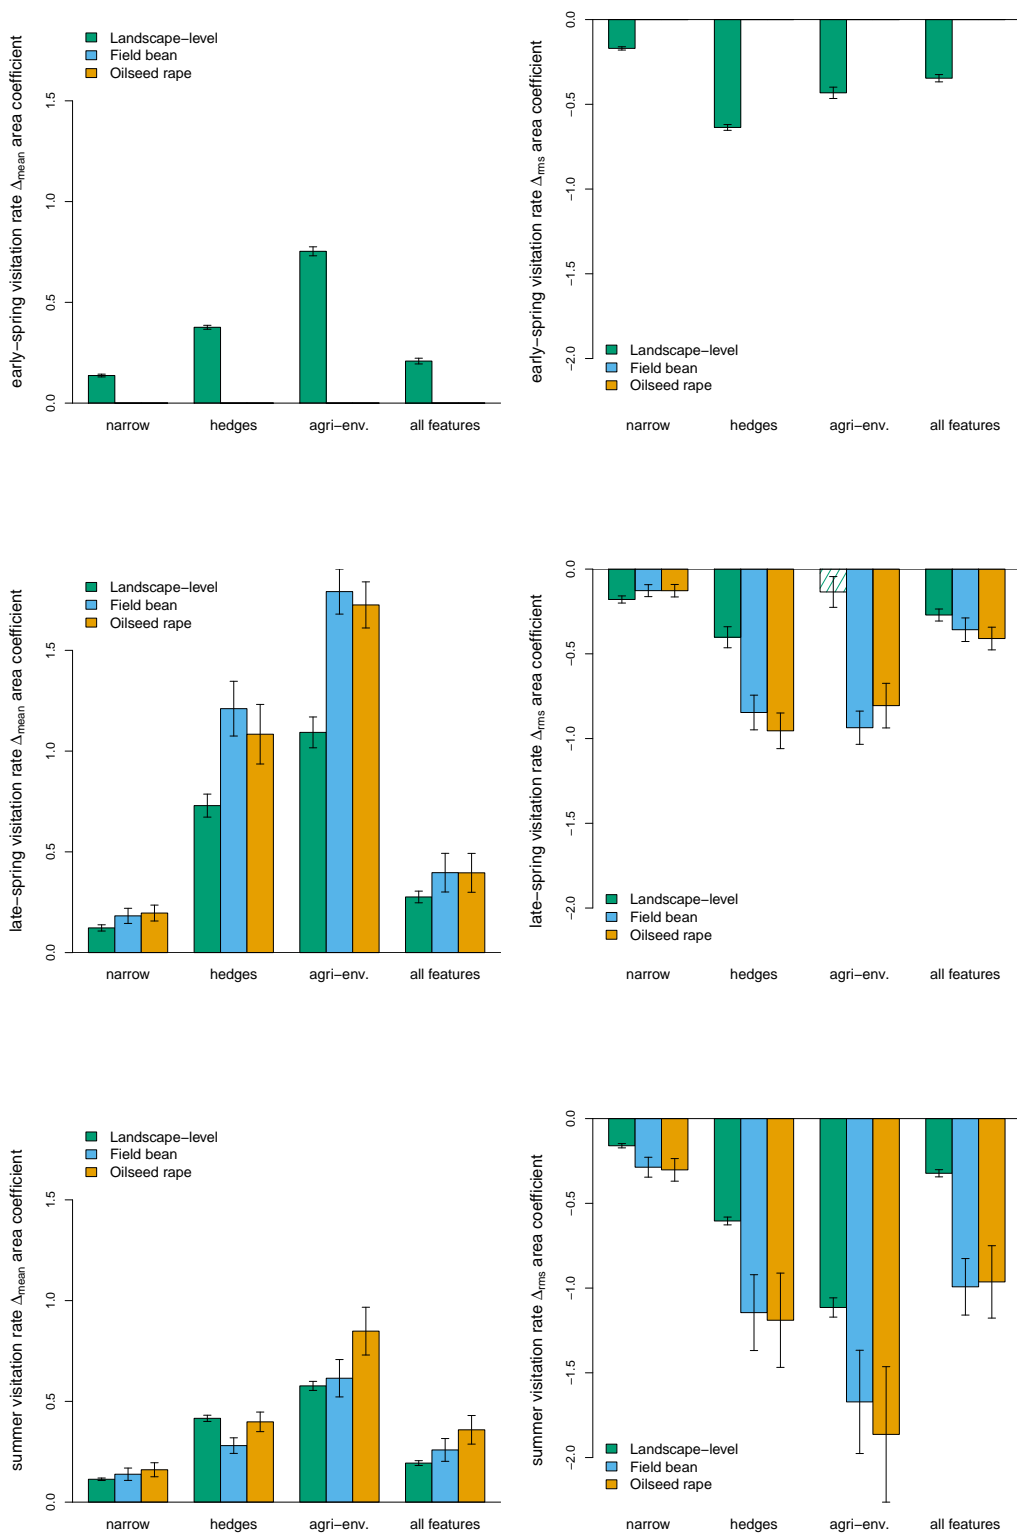 Landscape−level
Field bean
Oilseed rape
early−spring visitation rate Δmean area coefficient
1.5
1.0
0.5
0.0
narrow hedges agri−env. all features
early−spring visitation rate Δrms area coefficient
0.0
−0.5
−1.0
−1.5
−2.0
Landscape−level
Field bean
Oilseed rape
narrow hedges agri−env. all features
Landscape−level
Field bean
Oilseed rape
late−spring visitation rate Δmean area coefficient
1.5
1.0
0.5
0.0
narrow hedges agri−env. all features
late−spring visitation rate Δrms area coefficient
0.0
−0.5
−1.0
−1.5
−2.0
Landscape−level
Field bean
Oilseed rape
narrow hedges agri−env. all features
Landscape−level
Field bean
Oilseed rape
summer visitation rate Δmean area coefficient
1.5
1.0
0.5
0.0
narrow hedges agri−env. all features
summer visitation rate Δrms area coefficient
0.0
−0.5
−1.0
−1.5
−2.0
Landscape−level
Field bean
Oilseed rape
narrow hedges agri−env. all features